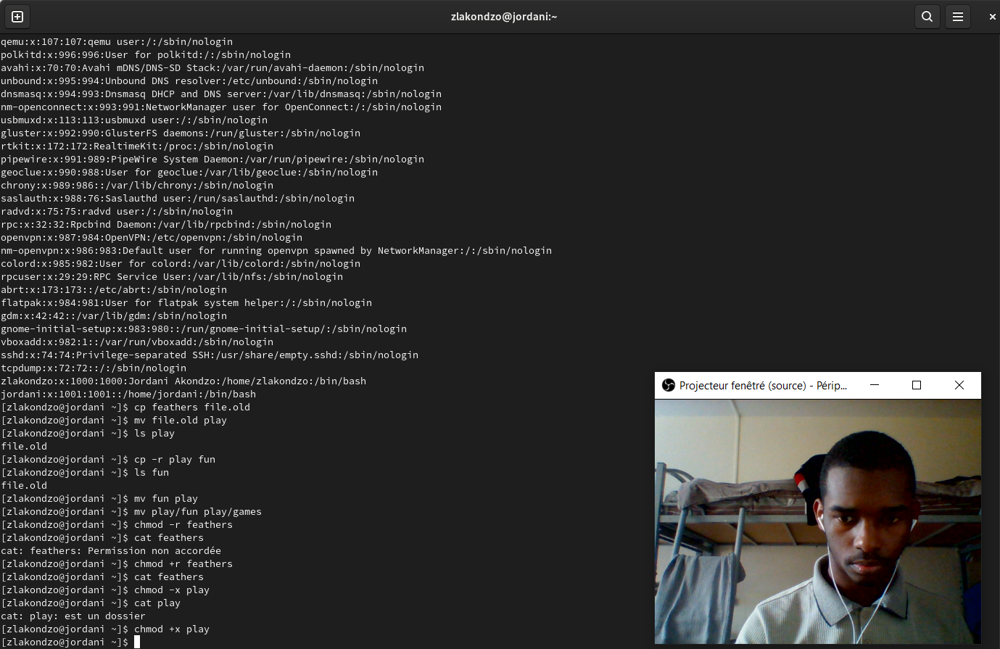 zlakondzo@jordani:~
qemu:x:107:107:qemu user:/:/sbin/nologin
polkitd:x:996:996:User for polkitd:/:/sbin/nologin
avahi:x:70:70:Avahi mDNS/DNS-SD Stack:/var/run/avahi-daemon:/sbin/nologin
unbound:x:995:994:Unbound DNS resolver:/etc/unbound:/sbin/nologin
dnsmasq:x:994:993:Dnsmasq DHCP and DNS server:/var/lib/dnsmasq:/sbin/nologin
nm-openconnect:x:993:991:NetworkManager user for OpenConnect:/:/sbin/nologin
usbmuxd:x:113:113:usbmuxd user:/:/sbin/nologin
gluster:x:992:990:GlusterFS daemons:/run/gluster:/sbin/nologin
rtkit:x:172:172:RealtimeKit:/proc:/sbin/nologin
pipewire:x:991:989:PipeWire System Daemon:/var/run/pipewire:/sbin/nologin
geoclue:x:990:988:User for geoclue:/var/lib/geoclue:/sbin/nologin
chrony:x:989:986::/var/lib/chrony:/sbin/nologin
saslauth:x:988:76:Saslauthd user:/run/saslauthd:/sbin/nologin
radvd:x:75:75:radvd user:/:/sbin/nologin
rpc:x:32:32:Rpcbind Daemon:/var/lib/rpcbind:/sbin/nologin
openvpn:x:987:984:OpenVPN:/etc/openvpn:/sbin/nologin
nm-openvpn:x:986:983:Default user for running openvpn spawned by NetworkManager:/:/sbin/nologin
colord:x:985:982:User for colord:/var/lib/colord:/sbin/nologin
rpcuser:x:29:29:RPC Service User:/var/lib/nfs:/sbin/nologin
abrt:x:173:173::/etc/abrt:/sbin/nologin
flatpak:x:984:981:User for flatpak system helper:/:/sbin/nologin
gdm:x:42:42::/var/lib/gdm:/sbin/nologin
gnome-initial-setup:x:983:980::/run/gnome-initial-setup/:/sbin/nologin
vboxadd:x:982:1::/var/run/vboxadd:/sbin/nologin
sshd:x:74:74:Privilege-separated SSH:/usr/share/empty.sshd:/sbin/nologin
tcpdump:x:72:72::/:/sbin/nologin
zlakondzo:x:1000:1000:Jordani Akondzo:/home/zlakondzo:/bin/bash
jordani:x:1001:1001::/home/jordani:/bin/bash
[zlakondzo@jordani ~]$ cp feathers file.old
[zlakondzo@jordani ~]$ mv file.old play
[zlakondzo@jordani ~]$ ls play
file.old
[zlakondzo@jordani ~]$ cp -r play fun
[zlakondzo@jordani ~]$ ls fun
file.old
[zlakondzo@jordani ~]$ mv fun play
[zlakondzo@jordani ~]$ mv play/fun play/games
[zlakondzo@jordani ~]$ chmod -r feathers
[zlakondzo@jordani ~]$ cat feathers
cat: feathers: Permission non accordée
[zlakondzo@jordani ~]$ chmod +r feathers
[zlakondzo@jordani ~]$ cat feathers
[zlakondzo@jordani ~]$ chmod -x play
[zlakondzo@jordani ~]$ cat play
cat: play: est un dossier
[zlakondzo@jordani ~]$ chmod +x play
[zlakondzo@jordani ~]$
Projecteur fenêtré (source) - Périp...